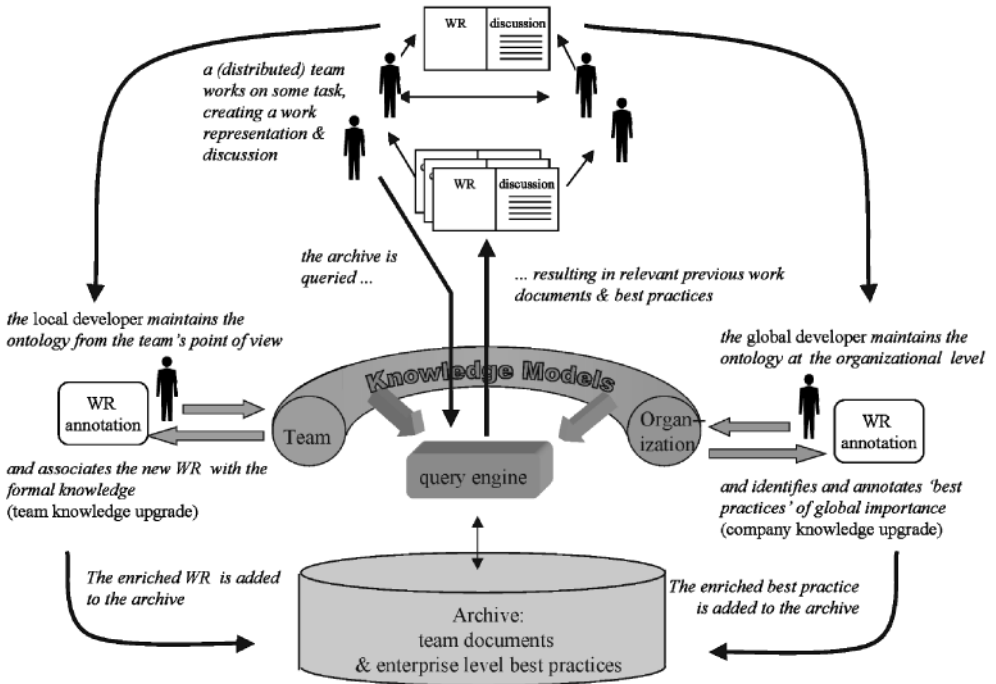 WR
discussion
a (distributed) team
works on some task,
creating a work
representation &
discussion
WR
discussion
the archive is
queried ...
... resulting in relevant previous work
documents & best practices
the local developer maintains the
ontology from the team's point of view
the global developer maintains the
ontology at the organizational level
Knowledge Models
WR
annotation
Team
Organ-
ization
WR
annotation
query engine
and associates the new WR with the
formal knowledge
(team knowledge upgrade)
and identifies and annotates ‘best
practices’ of global importance
(company knowledge upgrade)
The enriched WR is added
to the archive
The enriched best practice
is added to the archive
Archive:
team documents
& enterprise level best practices